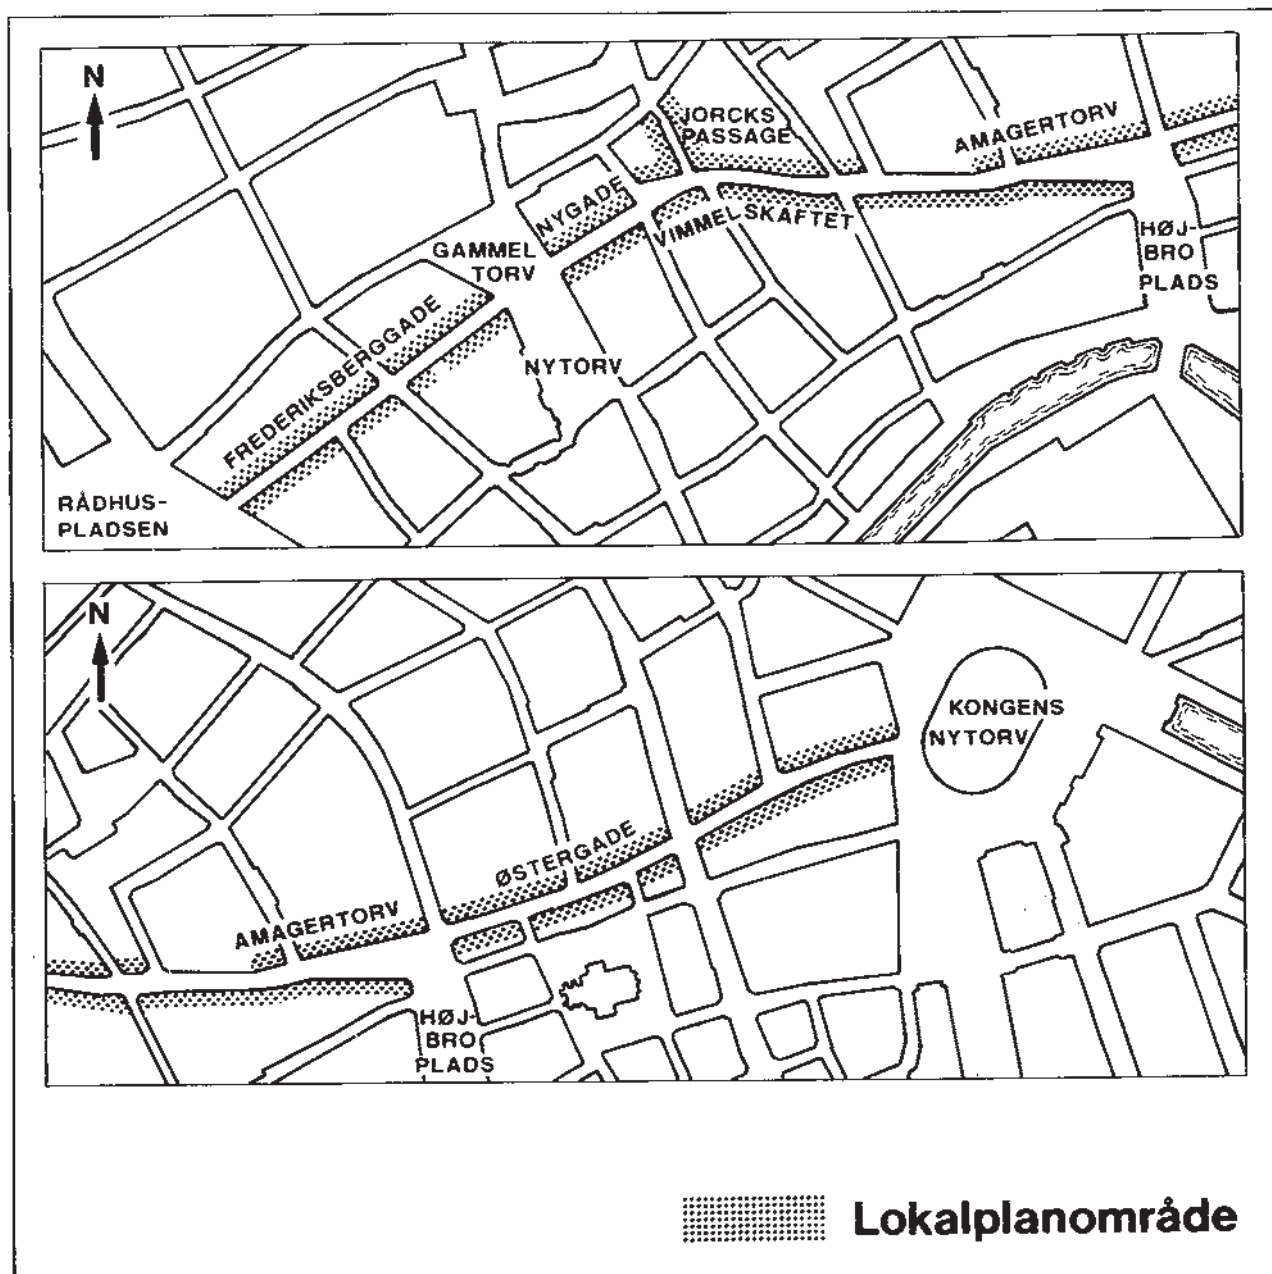 N
JORCKS
PASSAGE
AMAGERTORV
NYGADE
VIMMELSKAFTET
GAMMEL
TORV
HØJ-
BRO
PLADS
FREDERIKSBERGGADE
NYTORV
RÅDHUS-
PLADSEN
N
KONGENS
NYTORV
ØSTERGADE
AMAGERTORV
HØJ-
BRO
PLADS
Lokalplanområde